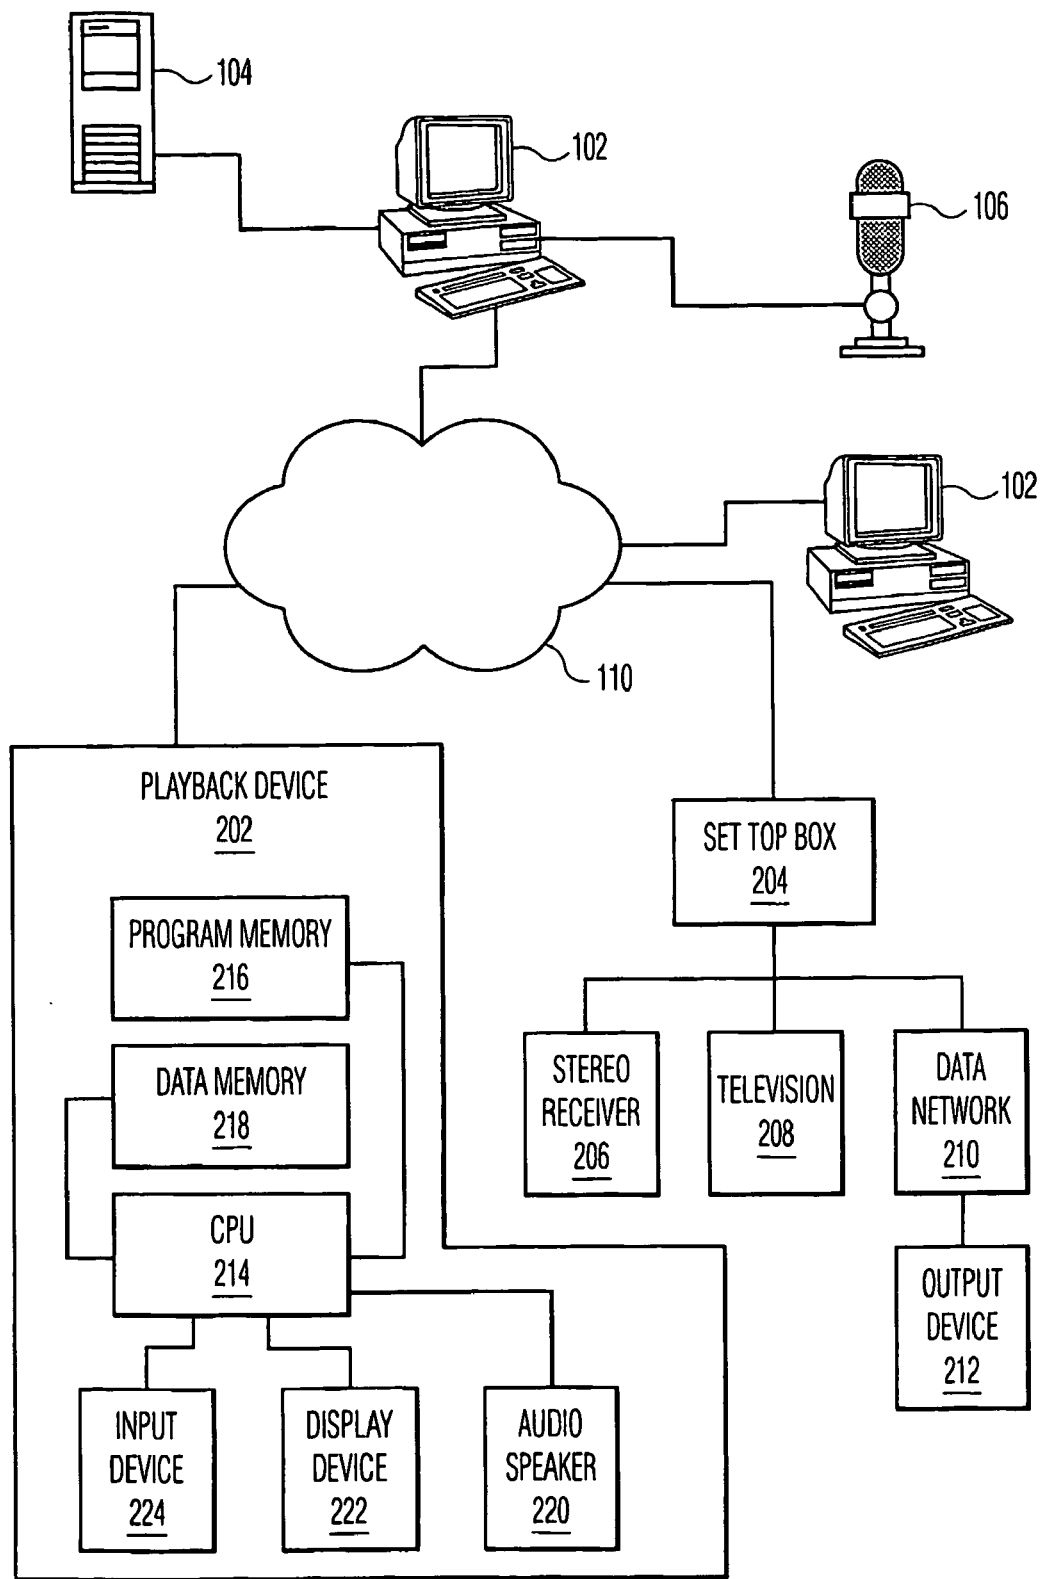 104
102
106
102
110
PLAYBACK DEVICE
202
PROGRAM MEMORY
216
DATA MEMORY
218
CPU
214
INPUT
DEVICE
224
DISPLAY
DEVICE
222
AUDIO
SPEAKER
220
SET TOP BOX
204
STEREO
RECEIVER
206
TELEVISION
208
DATA
NETWORK
210
OUTPUT
DEVICE
212